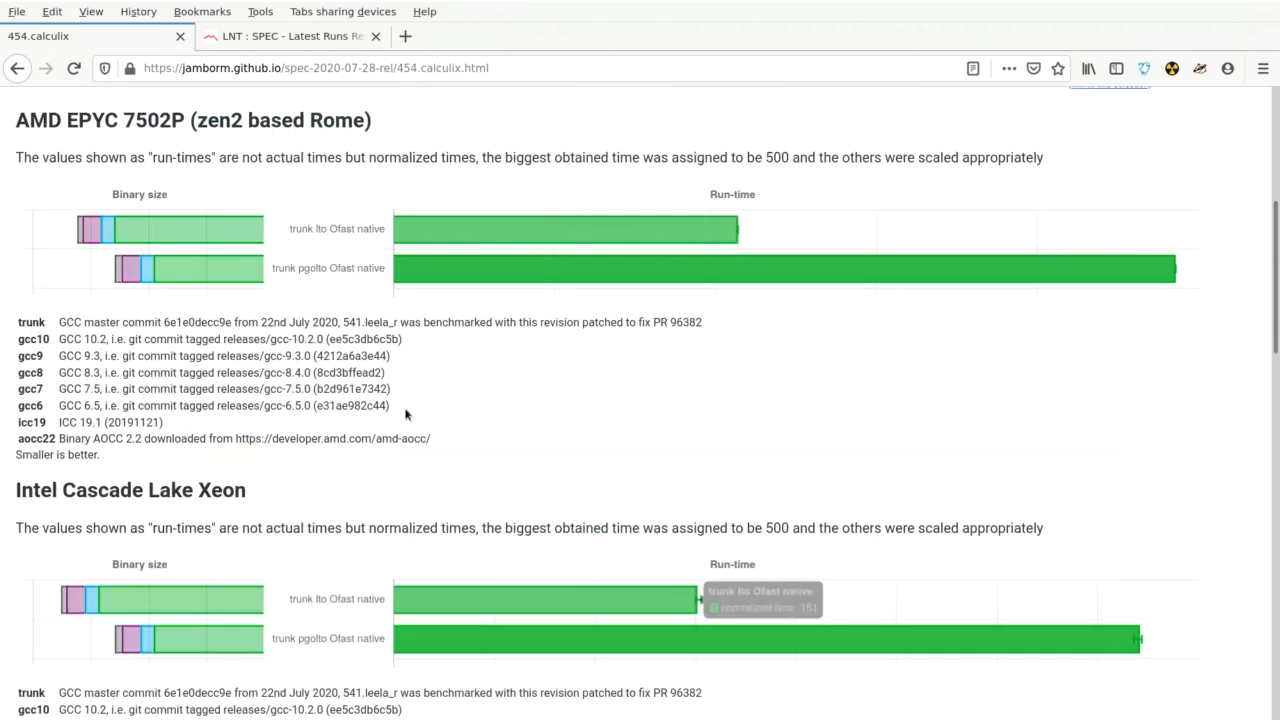 File Edit View History Bookmarks Tools Tabs sharing devices Help
454.calculix
LNT : SPEC - Latest Runs Re
https://jamborm.github.io/spec-2020-07-28-rel/454.calculix.html
AMD EPYC 7502P (zen2 based Rome)
The values shown as "run-times" are not actual times but normalized times, the biggest obtained time was assigned to be 500 and the others were scaled appropriately
Binary size
Run-time
trunk lto Ofast native
trunk pgolto Ofast native
trunk GCC master commit 6e1e0decc9e from 22nd July 2020, 541.leela_r was benchmarked with this revision patched to fix PR 96382
gcc10 GCC 10.2, i.e. git commit tagged releases/gcc-10.2.0 (ee5c3db6c5b)
gcc9 GCC 9.3, i.e. git commit tagged releases/gcc-9.3.0 (4212a6a3e44)
gcc8 GCC 8.3, i.e. git commit tagged releases/gcc-8.4.0 (8cd3bffead2)
gcc7 GCC 7.5, i.e. git commit tagged releases/gcc-7.5.0 (b2d961e7342)
gcc6 GCC 6.5, i.e. git commit tagged releases/gcc-6.5.0 (e31ae982c44)
icc19 ICC 19.1 (20191121)
aocc22 Binary AOCC 2.2 downloaded from https://developer.amd.com/amd-aocc/
Smaller is better.
Intel Cascade Lake Xeon
The values shown as "run-times" are not actual times but normalized times, the biggest obtained time was assigned to be 500 and the others were scaled appropriately
Binary size
Run-time
trunk lto Ofast native
trunk lto Ofast native
normalized time: 151
trunk pgolto Ofast native
trunk GCC master commit 6e1e0decc9e from 22nd July 2020, 541.leela_r was benchmarked with this revision patched to fix PR 96382
gcc10 GCC 10.2, i.e. git commit tagged releases/gcc-10.2.0 (ee5c3db6c5b)